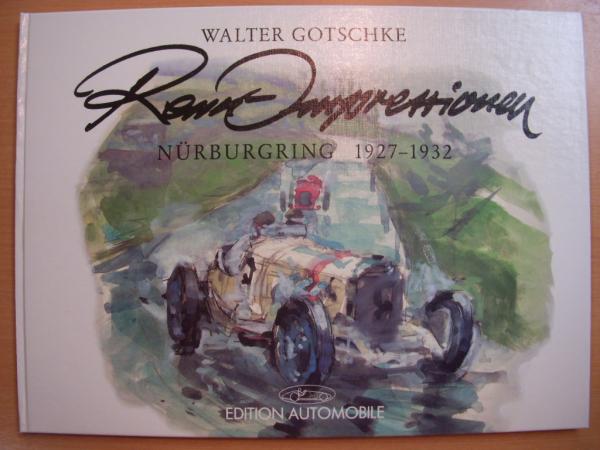 WALTER GOTSCHKE
Renn-Impressionen
NÜRBURGRING 1927–1932
EDITION AUTOMOBILE